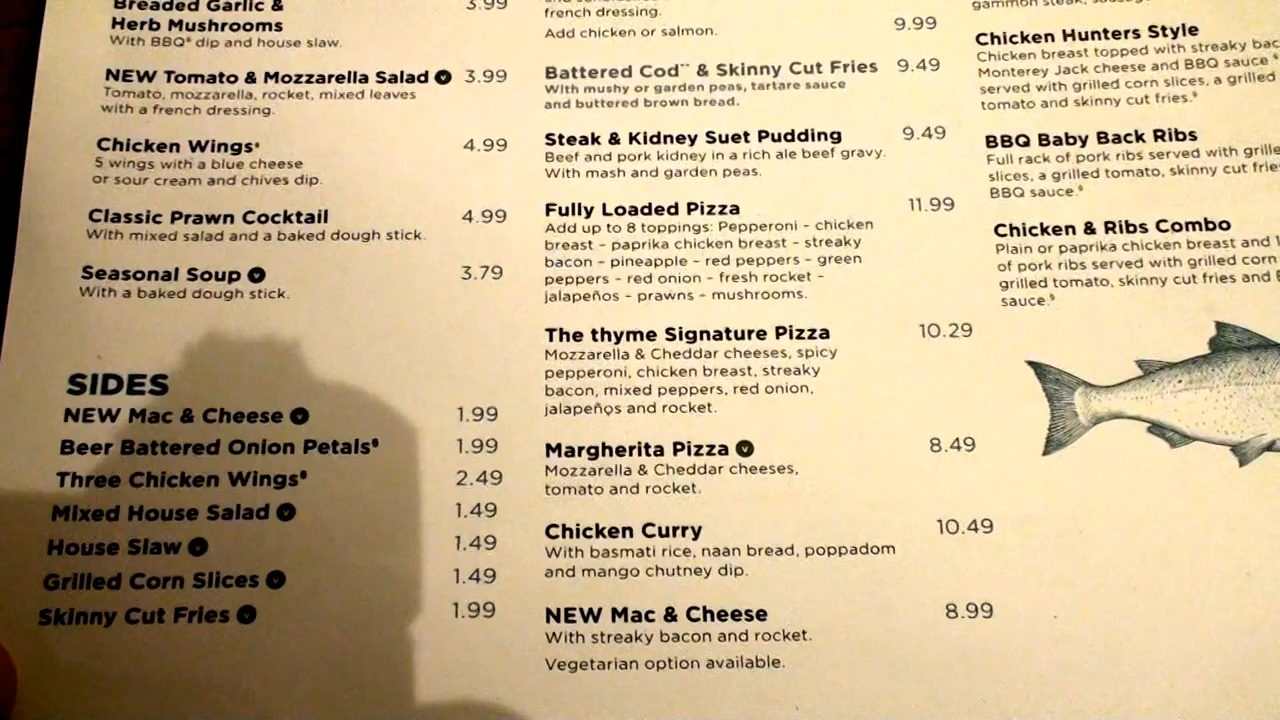 Breaded Garlic &
Herb Mushrooms
With BBQ* dip and house slaw.
3.99
NEW Tomato & Mozzarella Salad V 3.99
Tomato, mozzarella, rocket, mixed leaves
with a french dressing.
Chicken Wings* 4.99
5 wings with a blue cheese
or sour cream and chives dip.
Classic Prawn Cocktail 4.99
With mixed salad and a baked dough stick.
Seasonal Soup V 3.79
With a baked dough stick.
SIDES
NEW Mac & Cheese V 1.99
Beer Battered Onion Petals§ 1.99
Three Chicken Wings§ 2.49
Mixed House Salad V 1.49
House Slaw V 1.49
Grilled Corn Slices V 1.49
Skinny Cut Fries V 1.99
french dressing.
Add chicken or salmon. 9.99
Battered Cod** & Skinny Cut Fries 9.49
With mushy or garden peas, tartare sauce
and buttered brown bread.
Steak & Kidney Suet Pudding 9.49
Beef and pork kidney in a rich ale beef gravy.
With mash and garden peas.
Fully Loaded Pizza 11.99
Add up to 8 toppings: Pepperoni - chicken
breast - paprika chicken breast - streaky
bacon - pineapple - red peppers - green
peppers - red onion - fresh rocket -
jalapeños - prawns - mushrooms.
The thyme Signature Pizza 10.29
Mozzarella & Cheddar cheeses, spicy
pepperoni, chicken breast, streaky
bacon, mixed peppers, red onion,
jalapeños and rocket.
Margherita Pizza V 8.49
Mozzarella & Cheddar cheeses,
tomato and rocket.
Chicken Curry 10.49
With basmati rice, naan bread, poppadom
and mango chutney dip.
NEW Mac & Cheese 8.99
With streaky bacon and rocket.
Vegetarian option available.
gammon steak,
Chicken Hunters Style
Chicken breast topped with streaky bac
Monterey Jack cheese and BBQ sauce
served with grilled corn slices, a grilled
tomato and skinny cut fries.§
BBQ Baby Back Ribs
Full rack of pork ribs served with grille
slices, a grilled tomato, skinny cut frie
BBQ sauce.§
Chicken & Ribs Combo
Plain or paprika chicken breast and 1
of pork ribs served with grilled corn
grilled tomato, skinny cut fries and
sauce.§